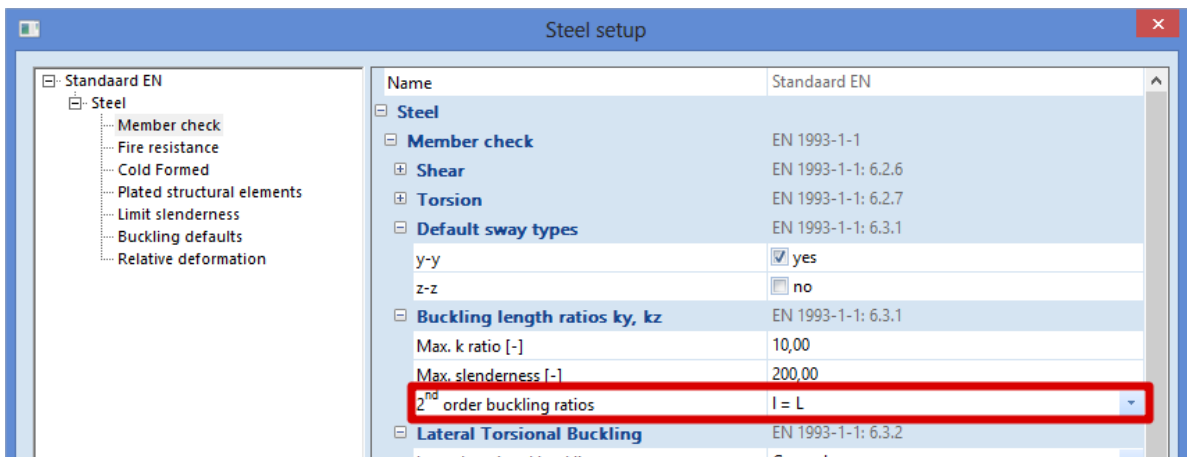 Steel setup
Standaard EN
Steel
Member check
Fire resistance
Cold Formed
Plated structural elements
Limit slenderness
Buckling defaults
Relative deformation
Name Standaard EN
Steel
Member check EN 1993-1-1
Shear EN 1993-1-1: 6.2.6
Torsion EN 1993-1-1: 6.2.7
Default sway types EN 1993-1-1: 6.3.1
y-y yes
z-z no
Buckling length ratios ky, kz EN 1993-1-1: 6.3.1
Max. k ratio [-] 10,00
Max. slenderness [-] 200,00
2nd order buckling ratios l = L
Lateral Torsional Buckling EN 1993-1-1: 6.3.2